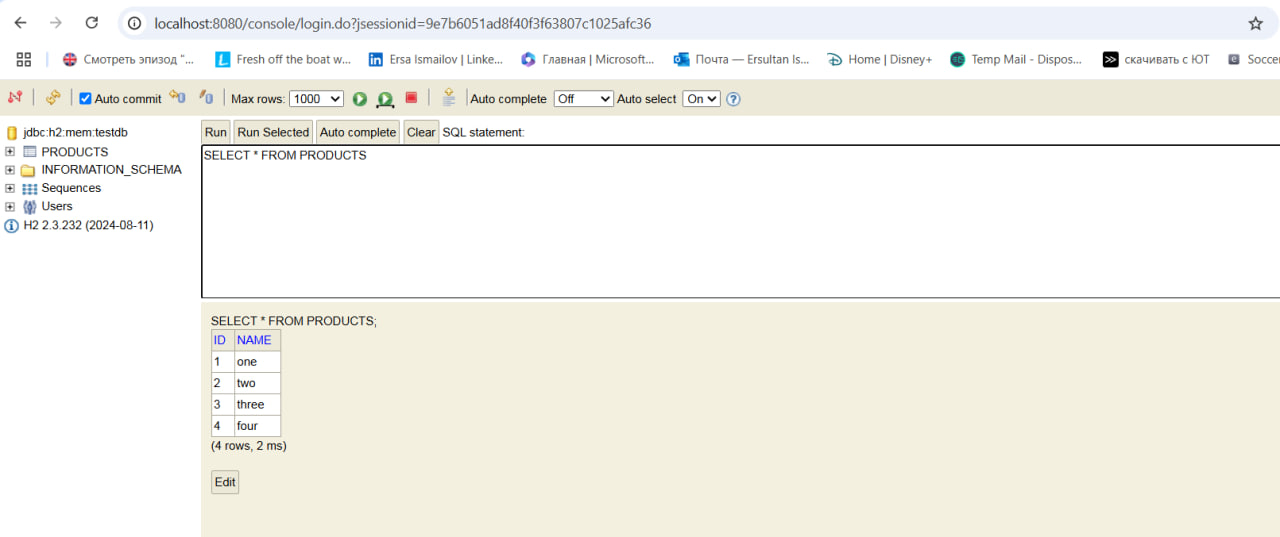 localhost:8080/console/login.do?jsessionid=9e7b6051ad8f40f3f63807c1025afc36
Смотреть эпизод "... Fresh off the boat w... Ersa Ismailov | Linke... Главная | Microsoft... Почта — Ersultan Is... Home | Disney+ Temp Mail - Dispos... скачивать с ЮТ Soccer
Auto commit Max rows: 1000 Auto complete Off Auto select On
jdbc:h2:mem:testdb
PRODUCTS
INFORMATION_SCHEMA
Sequences
Users
H2 2.3.232 (2024-08-11)
Run Run Selected Auto complete Clear SQL statement:
SELECT * FROM PRODUCTS
SELECT * FROM PRODUCTS;
ID NAME
1 one
2 two
3 three
4 four
(4 rows, 2 ms)
Edit